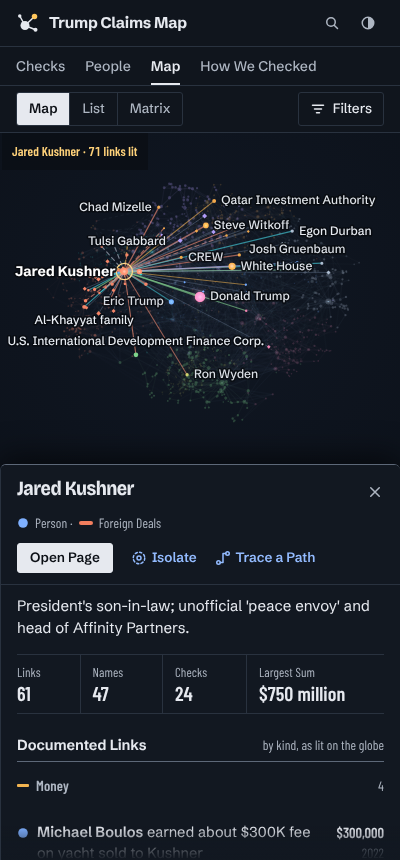 Trump Claims Map
Checks People Map How We Checked
Map List Matrix Filters
Jared Kushner · 71 links lit
Chad Mizelle
Qatar Investment Authority
Steve Witkoff
Egon Durban
Tulsi Gabbard
Josh Gruenbaum
CREW
White House
Jared Kushner
Eric Trump
Donald Trump
Al-Khayyat family
U.S. International Development Finance Corp.
Ron Wyden
Jared Kushner
Person · Foreign Deals
Open Page Isolate Trace a Path
President's son-in-law; unofficial 'peace envoy' and
head of Affinity Partners.
Links Names Checks Largest Sum
61 47 24 $750 million
Documented Links by kind, as lit on the globe
Money 4
Michael Boulos earned about $300K fee $300,000
on yacht sold to Kushner 2022